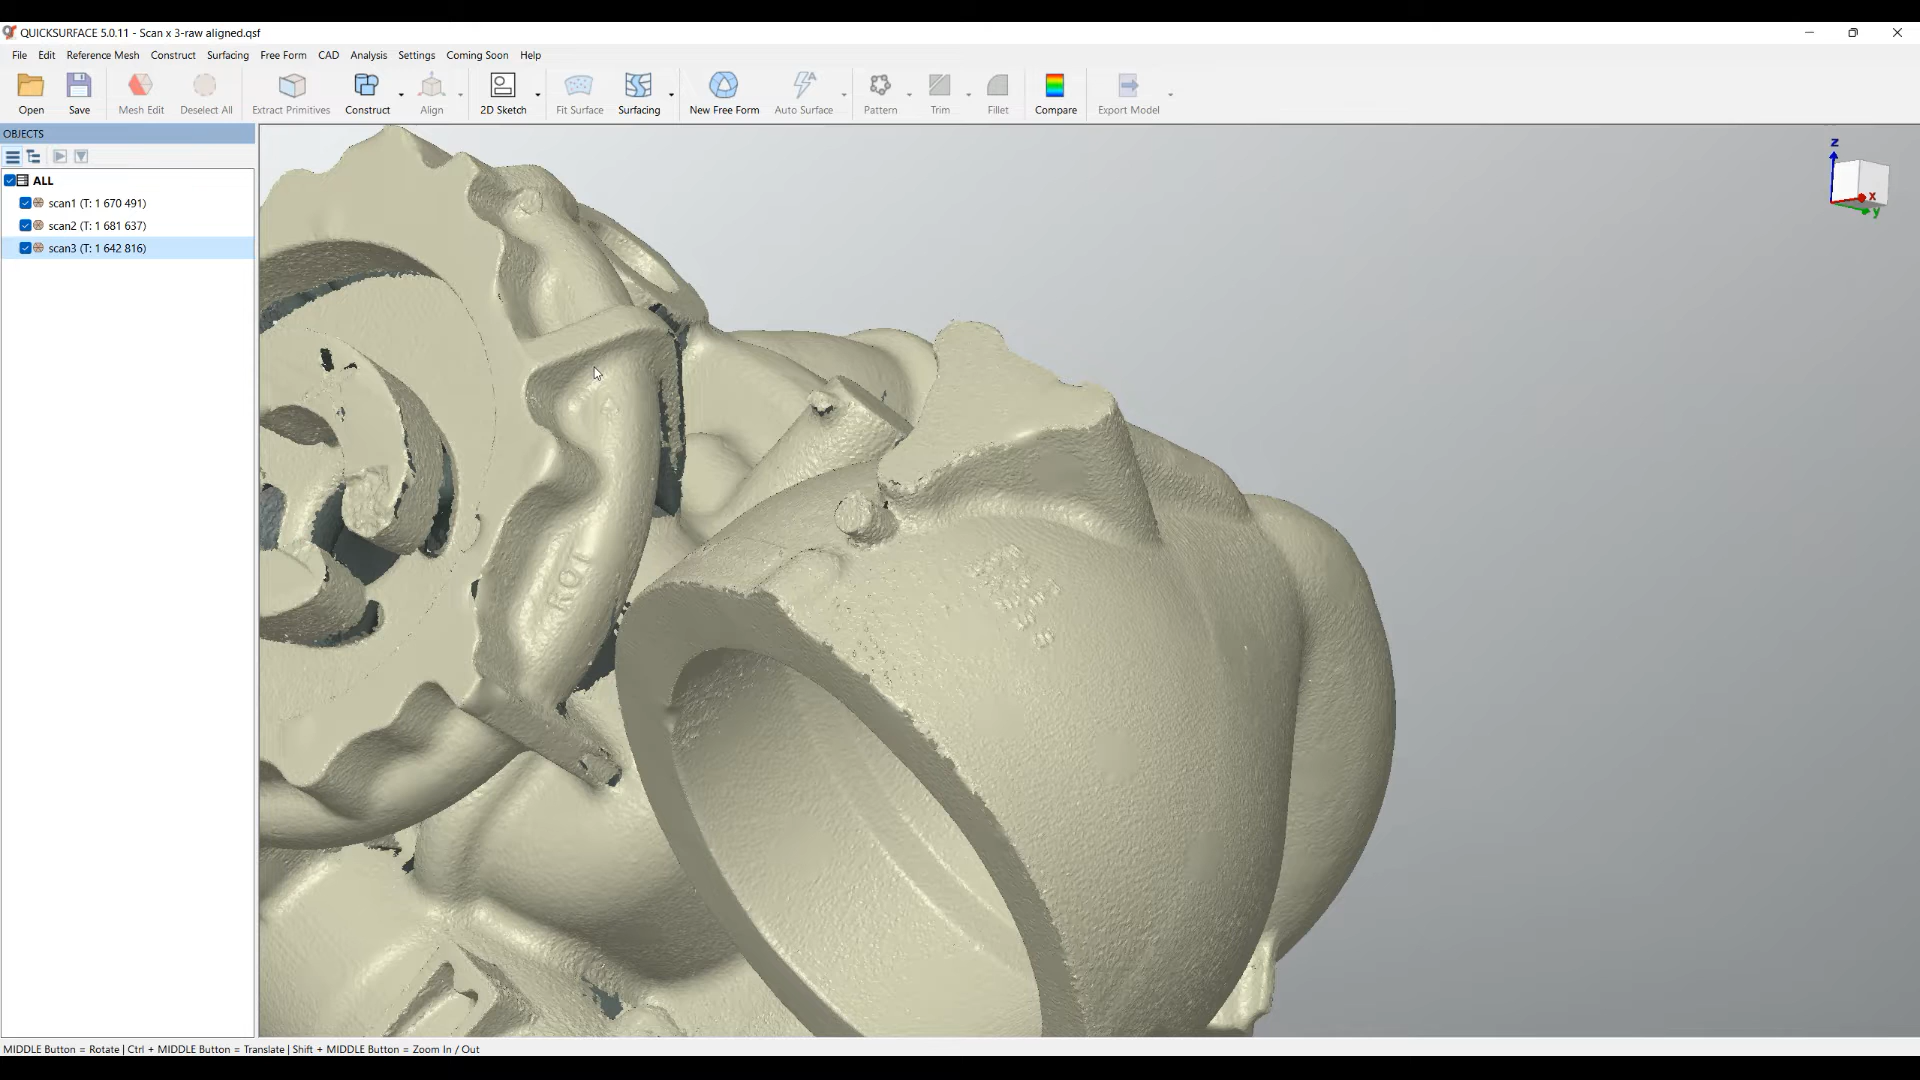 QUICKSURFACE 5.0.11 - Scan x 3-raw aligned.qsf
File Edit Reference Mesh Construct Surfacing Free Form CAD Analysis Settings Coming Soon Help
Open Save Mesh Edit Deselect All Extract Primitives Construct Align 2D Sketch Fit Surface Surfacing New Free Form Auto Surface Pattern Trim Fillet Compare Export Model
OBJECTS
ALL
scan1 (T: 1 670 491)
scan2 (T: 1 681 637)
scan3 (T: 1 642 816)
z
x
y
ROT
MIDDLE Button = Rotate | Ctrl + MIDDLE Button = Translate | Shift + MIDDLE Button = Zoom In / Out